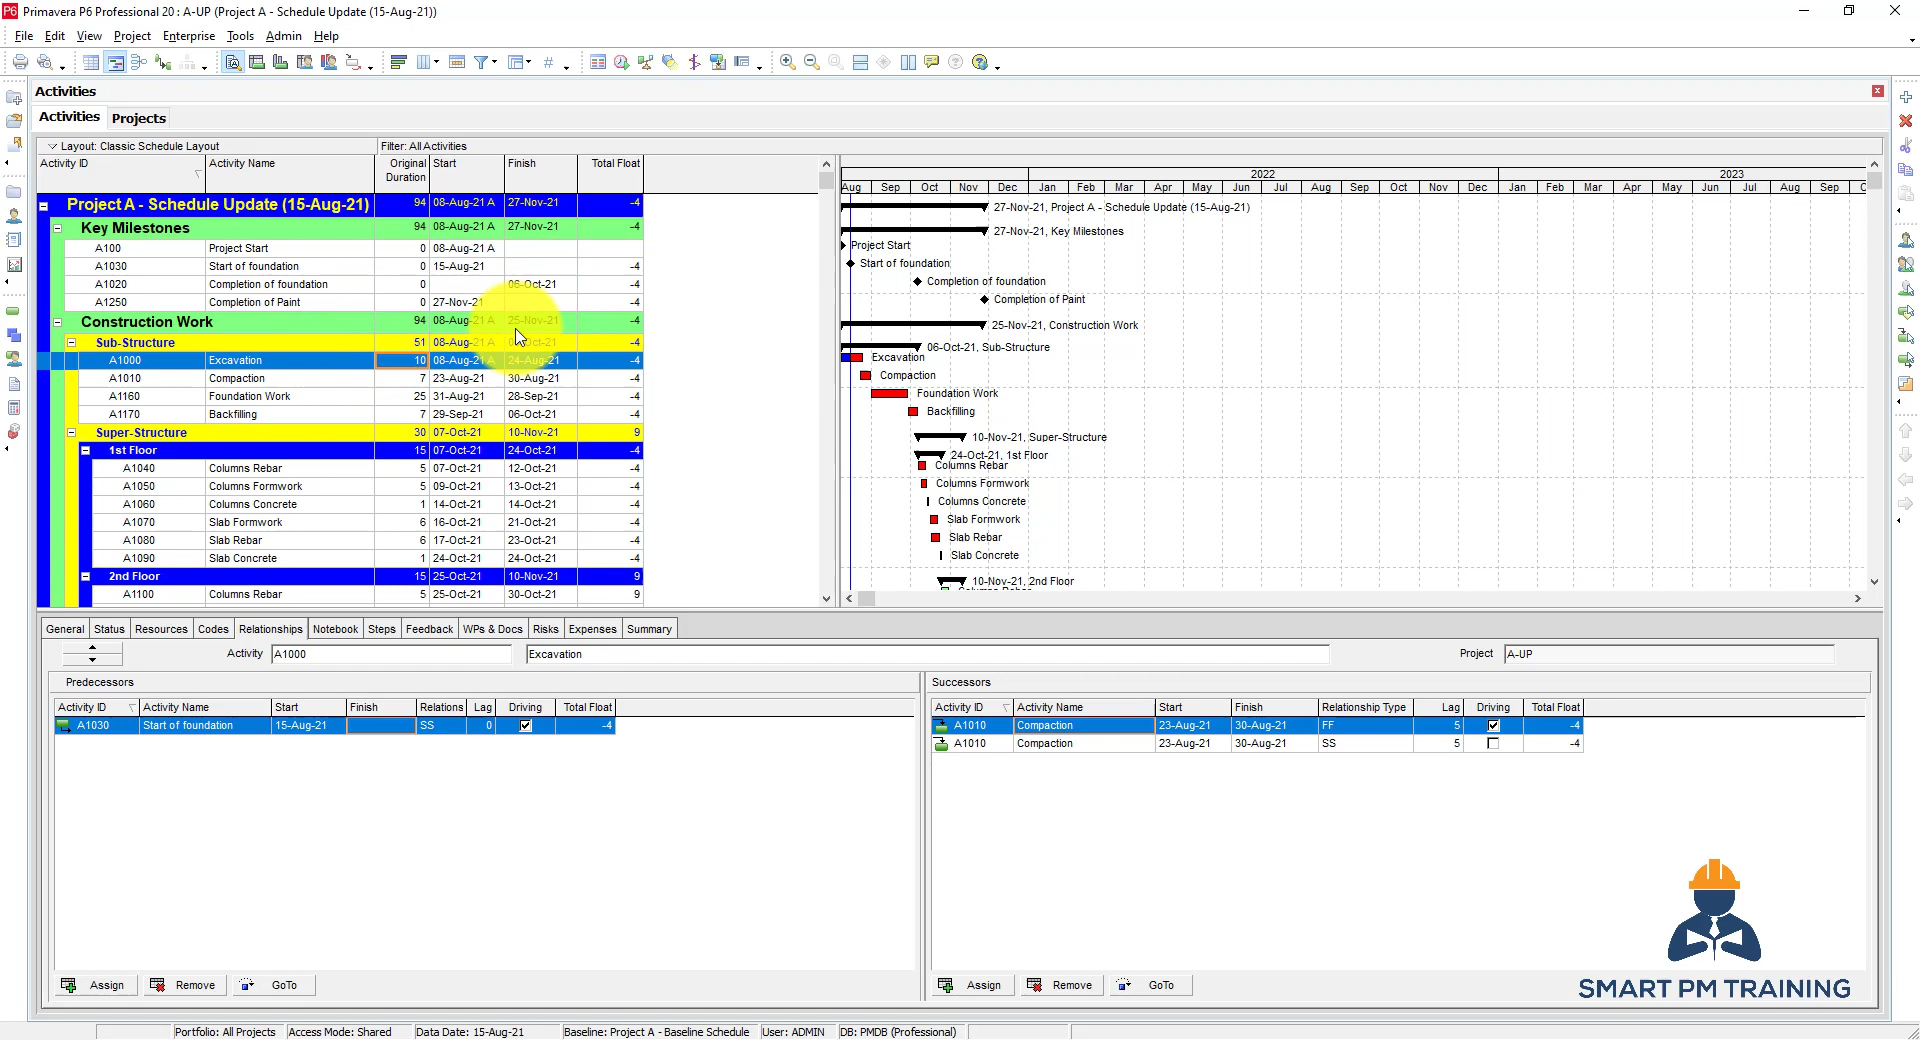 P6 Primavera P6 Professional 20 : A-UP (Project A - Schedule Update (15-Aug-21))
File Edit View Project Enterprise Tools Admin Help
Activities
Activities Projects
Layout: Classic Schedule Layout Filter: All Activities
Activity ID Activity Name Original Duration Start Finish Total Float
2022 2023
Aug Sep Oct Nov Dec Jan Feb Mar Apr May Jun Jul Aug Sep Oct Nov Dec Jan Feb Mar Apr May Jun Jul Aug Sep
Project A - Schedule Update (15-Aug-21) 94 08-Aug-21 A 27-Nov-21 -4 27-Nov-21, Project A - Schedule Update (15-Aug-21)
Key Milestones 94 08-Aug-21 A 27-Nov-21 -4 27-Nov-21, Key Milestones
A100 Project Start 0 08-Aug-21 A Project Start
A1030 Start of foundation 0 15-Aug-21 -4 Start of foundation
A1020 Completion of foundation 0 06-Oct-21 -4 Completion of foundation
A1250 Completion of Paint 0 27-Nov-21 -4 Completion of Paint
Construction Work 94 08-Aug-21 A 25-Nov-21 -4 25-Nov-21, Construction Work
Sub-Structure 51 08-Aug-21 A 06-Oct-21 -4 06-Oct-21, Sub-Structure
A1000 Excavation 10 08-Aug-21 A 24-Aug-21 -4 Excavation
A1010 Compaction 7 23-Aug-21 30-Aug-21 -4 Compaction
A1160 Foundation Work 25 31-Aug-21 28-Sep-21 -4 Foundation Work
A1170 Backfilling 7 29-Sep-21 06-Oct-21 -4 Backfilling
Super-Structure 30 07-Oct-21 10-Nov-21 9 10-Nov-21, Super-Structure
1st Floor 15 07-Oct-21 24-Oct-21 -4 24-Oct-21, 1st Floor
A1040 Columns Rebar 5 07-Oct-21 12-Oct-21 -4 Columns Rebar
A1050 Columns Formwork 5 09-Oct-21 13-Oct-21 -4 Columns Formwork
A1060 Columns Concrete 1 14-Oct-21 14-Oct-21 -4 Columns Concrete
A1070 Slab Formwork 6 16-Oct-21 21-Oct-21 -4 Slab Formwork
A1080 Slab Rebar 6 17-Oct-21 23-Oct-21 -4 Slab Rebar
A1090 Slab Concrete 1 24-Oct-21 24-Oct-21 -4 Slab Concrete
2nd Floor 15 25-Oct-21 10-Nov-21 9 10-Nov-21, 2nd Floor
A1100 Columns Rebar 5 25-Oct-21 30-Oct-21 9 Columns Rebar
General Status Resources Codes Relationships Notebook Steps Feedback WPs & Docs Risks Expenses Summary
Activity A1000 Excavation Project A-UP
Predecessors Successors
Activity ID Activity Name Start Finish Relations Lag Driving Total Float Activity ID Activity Name Start Finish Relationship Type Lag Driving Total Float
A1030 Start of foundation 15-Aug-21 SS 0 -4 A1010 Compaction 23-Aug-21 30-Aug-21 FF 5 -4
A1010 Compaction 23-Aug-21 30-Aug-21 SS 5 -4
Assign Remove GoTo Assign Remove GoTo
SMART PM TRAINING
Portfolio: All Projects Access Mode: Shared Data Date: 15-Aug-21 Baseline: Project A - Baseline Schedule User: ADMIN DB: PMDB (Professional)